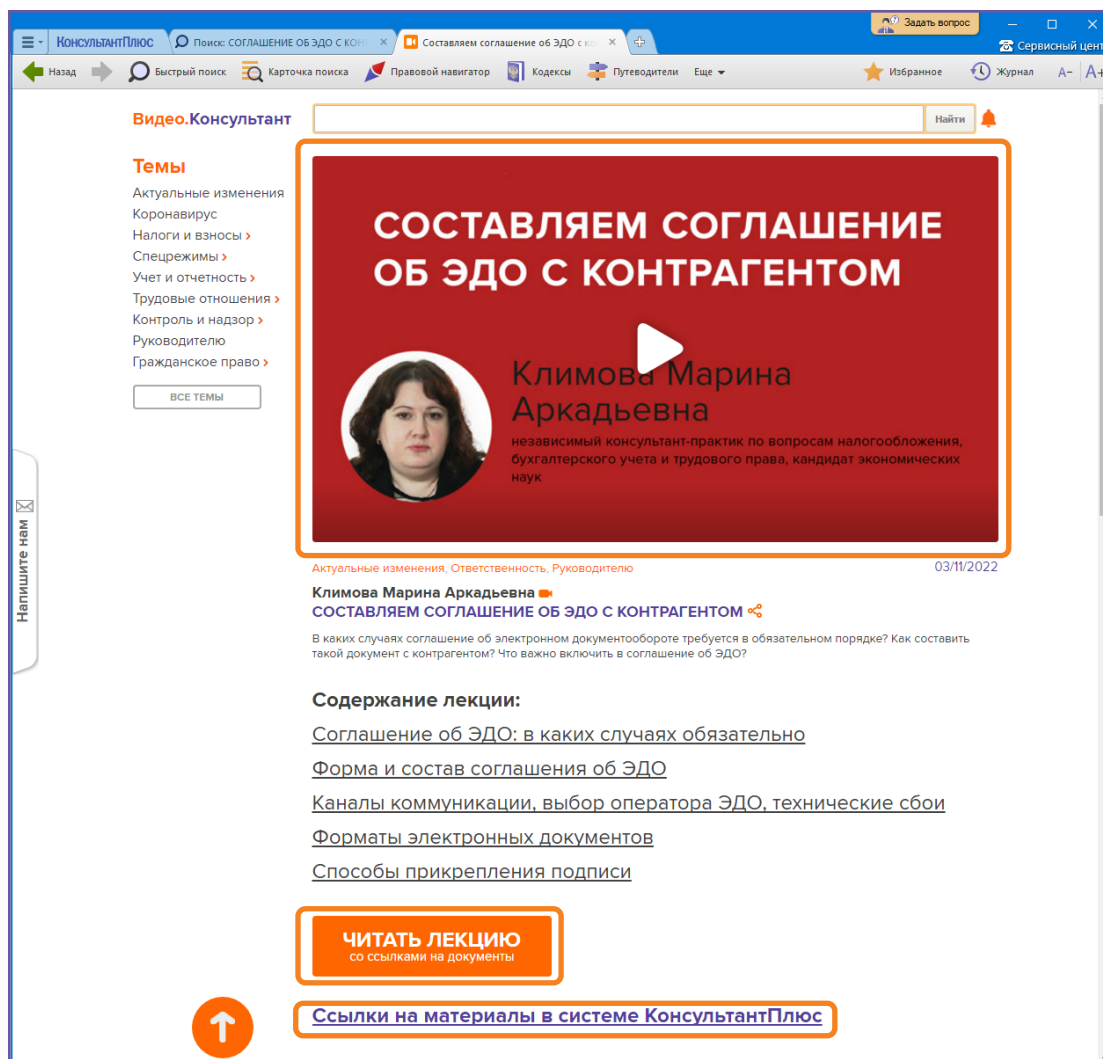 Задать вопрос
КонсультантПлюс
Поиск: СОГЛАШЕНИЕ ОБ ЭДО С КОН
Составляем соглашение об ЭДО с ко
Сервисный цент
Назад
Быстрый поиск
Карточка поиска
Правовой навигатор
Кодексы
Путеводители
Еще
Избранное
Журнал
А-
А+
Видео.Консультант
Найти
Темы
Актуальные изменения
Коронавирус
Налоги и взносы
Спецрежимы
Учет и отчетность
Трудовые отношения
Контроль и надзор
Руководителю
Гражданское право
ВСЕ ТЕМЫ
Напишите нам
СОСТАВЛЯЕМ СОГЛАШЕНИЕ
ОБ ЭДО С КОНТРАГЕНТОМ
Климова Марина
Аркадьевна
независимый консультант-практик по вопросам налогообложения,
бухгалтерского учета и трудового права, кандидат экономических
наук
Актуальные изменения, Ответственность, Руководителю
03/11/2022
Климова Марина Аркадьевна
СОСТАВЛЯЕМ СОГЛАШЕНИЕ ОБ ЭДО С КОНТРАГЕНТОМ
В каких случаях соглашение об электронном документообороте требуется в обязательном порядке? Как составить
такой документ с контрагентом? Что важно включить в соглашение об ЭДО?
Содержание лекции:
Соглашение об ЭДО: в каких случаях обязательно
Форма и состав соглашения об ЭДО
Каналы коммуникации, выбор оператора ЭДО, технические сбои
Форматы электронных документов
Способы прикрепления подписи
ЧИТАТЬ ЛЕКЦИЮ
со ссылками на документы
Ссылки на материалы в системе КонсультантПлюс